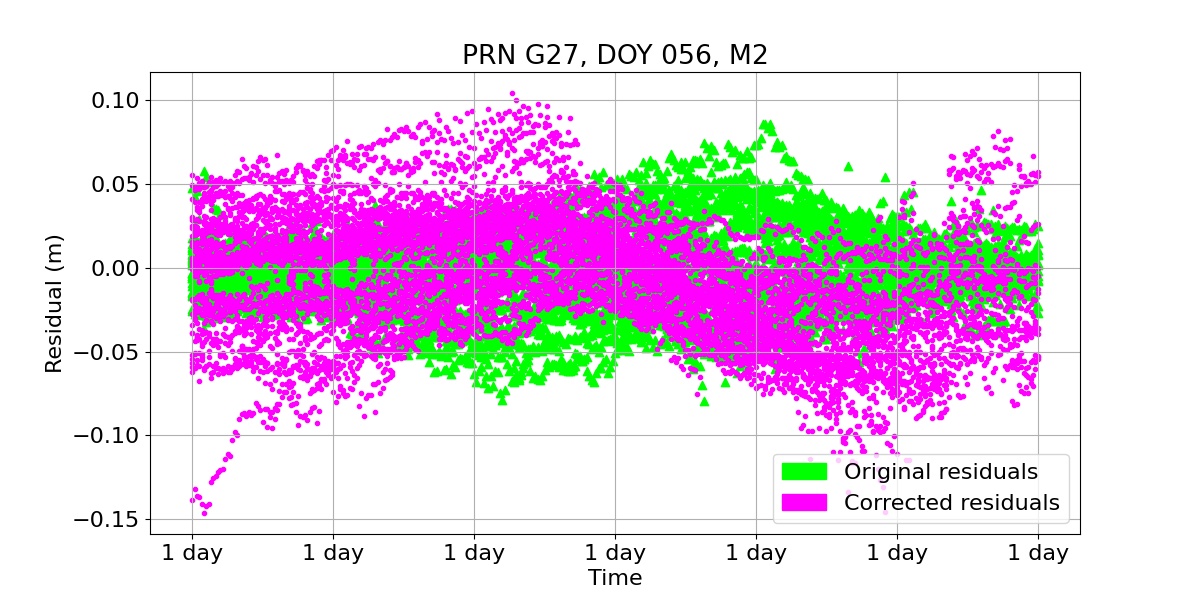 PRN G27, DOY 056, M2
Residual (m)
0.10
0.05
0.00
−0.05
−0.10
−0.15
Original residuals
Corrected residuals
1 day 1 day 1 day 1 day 1 day 1 day 1 day
Time